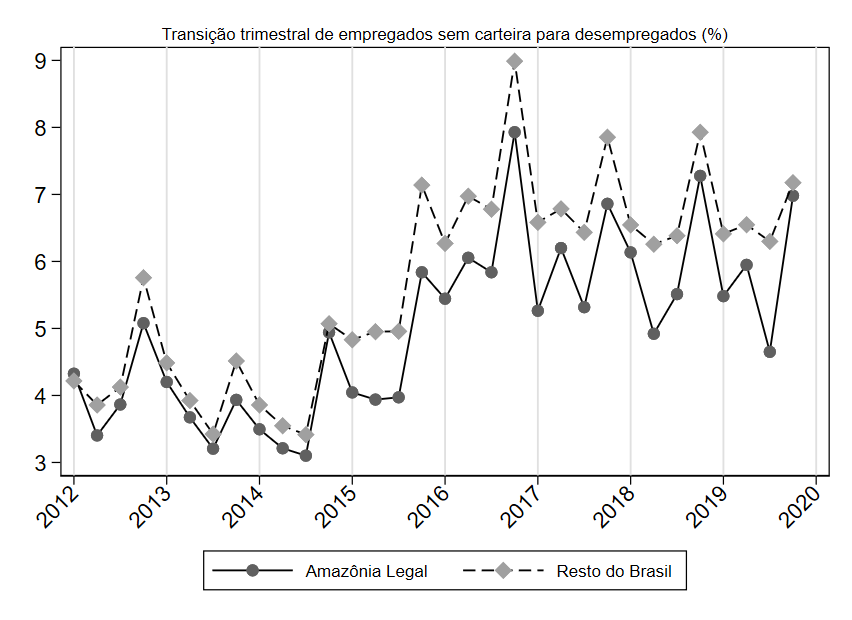 Transição trimestral de empregados sem carteira para desempregados (%)
9
8
7
6
5
4
3
2012 2013 2014 2015 2016 2017 2018 2019 2020
Amazônia Legal Resto do Brasil